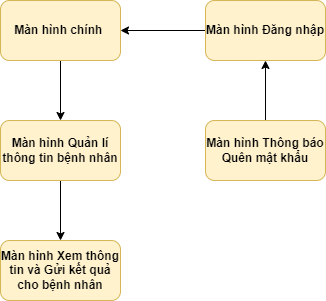 Màn hình chính
Màn hình Đăng nhập
Màn hình Quản lí
thông tin bệnh nhân
Màn hình Thông báo
Quên mật khẩu
Màn hình Xem thông
tin và Gửi kết quả
cho bệnh nhân